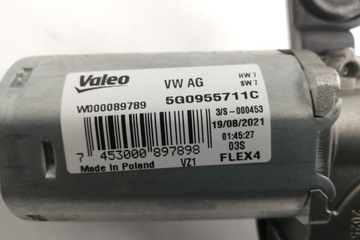 Valeo VW AG HW 7
SW 7
W000089789 5G0955711C
3/S-000453
19/08/2021
01:45:27
03S
7 453000 897898 VZ1 FLEX4
Made in Poland